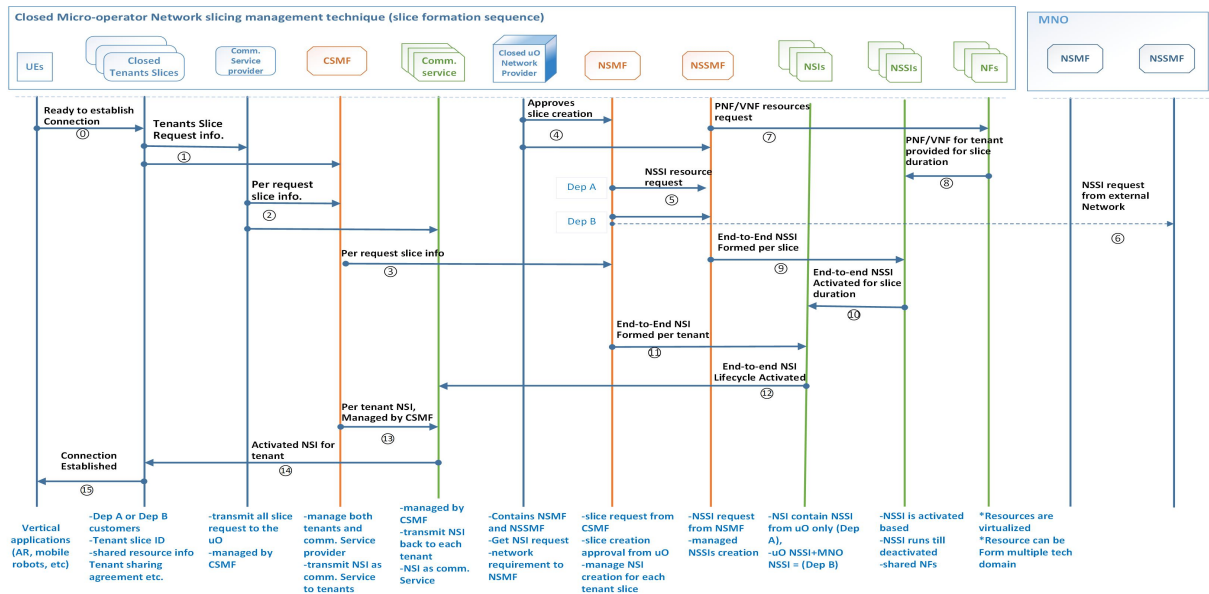 Closed Micro-operator Network slicing management technique (slice formation sequence)
MNO
UEs
Closed
Tenants Slices
Comm.
Service
provider
CSMF
Comm.
service
Closed uO
Network
Provider
NSMF
NSSMF
NSIs
NSSIs
NFs
NSMF
NSSMF
Ready to establish
Connection
0
Tenants Slice
Request info.
1
Per request
slice info.
2
Per request slice info
3
Approves
slice creation
4
Dep A
NSSI resource
request
5
Dep B
NSSI request
from external
Network
6
PNF/VNF resources
request
7
PNF/VNF for tenant
provided for slice
duration
8
End-to-End NSSI
Formed per slice
9
End-to-end NSSI
Activated for slice
duration
10
End-to-End NSI
Formed per tenant
11
End-to-end NSI
Lifecycle Activated
12
Per tenant NSI,
Managed by CSMF
13
Activated NSI for
tenant
14
Connection
Established
15
Vertical
applications
(AR, mobile
robots, etc)
-Dep A or Dep B
customers
-Tenant slice ID
-shared resource info
Tenant sharing
agreement etc.
-transmit all slice
request to the
uO
-managed by
CSMF
-manage both
tenants and
comm. Service
provider
-transmit NSI as
comm. Service
to tenants
-managed by
CSMF
-transmit NSI
back to each
tenant
-NSI as comm.
Service
-Contains NSMF
and NSSMF
-Get NSI request
-network
requirement to
NSMF
-slice request from
CSMF
-slice creation
approval from uO
-manage NSI
creation for each
tenant slice
-NSSI request
from NSMF
-managed
NSSIs creation
-NSI contain NSSI
from uO only (Dep
A),
-uO NSSI+MNO
NSSI = (Dep B)
-NSSI is activated
based
-NSSI runs till
deactivated
-shared NFs
*Resources are
virtualized
*Resource can be
Form multiple tech
domain